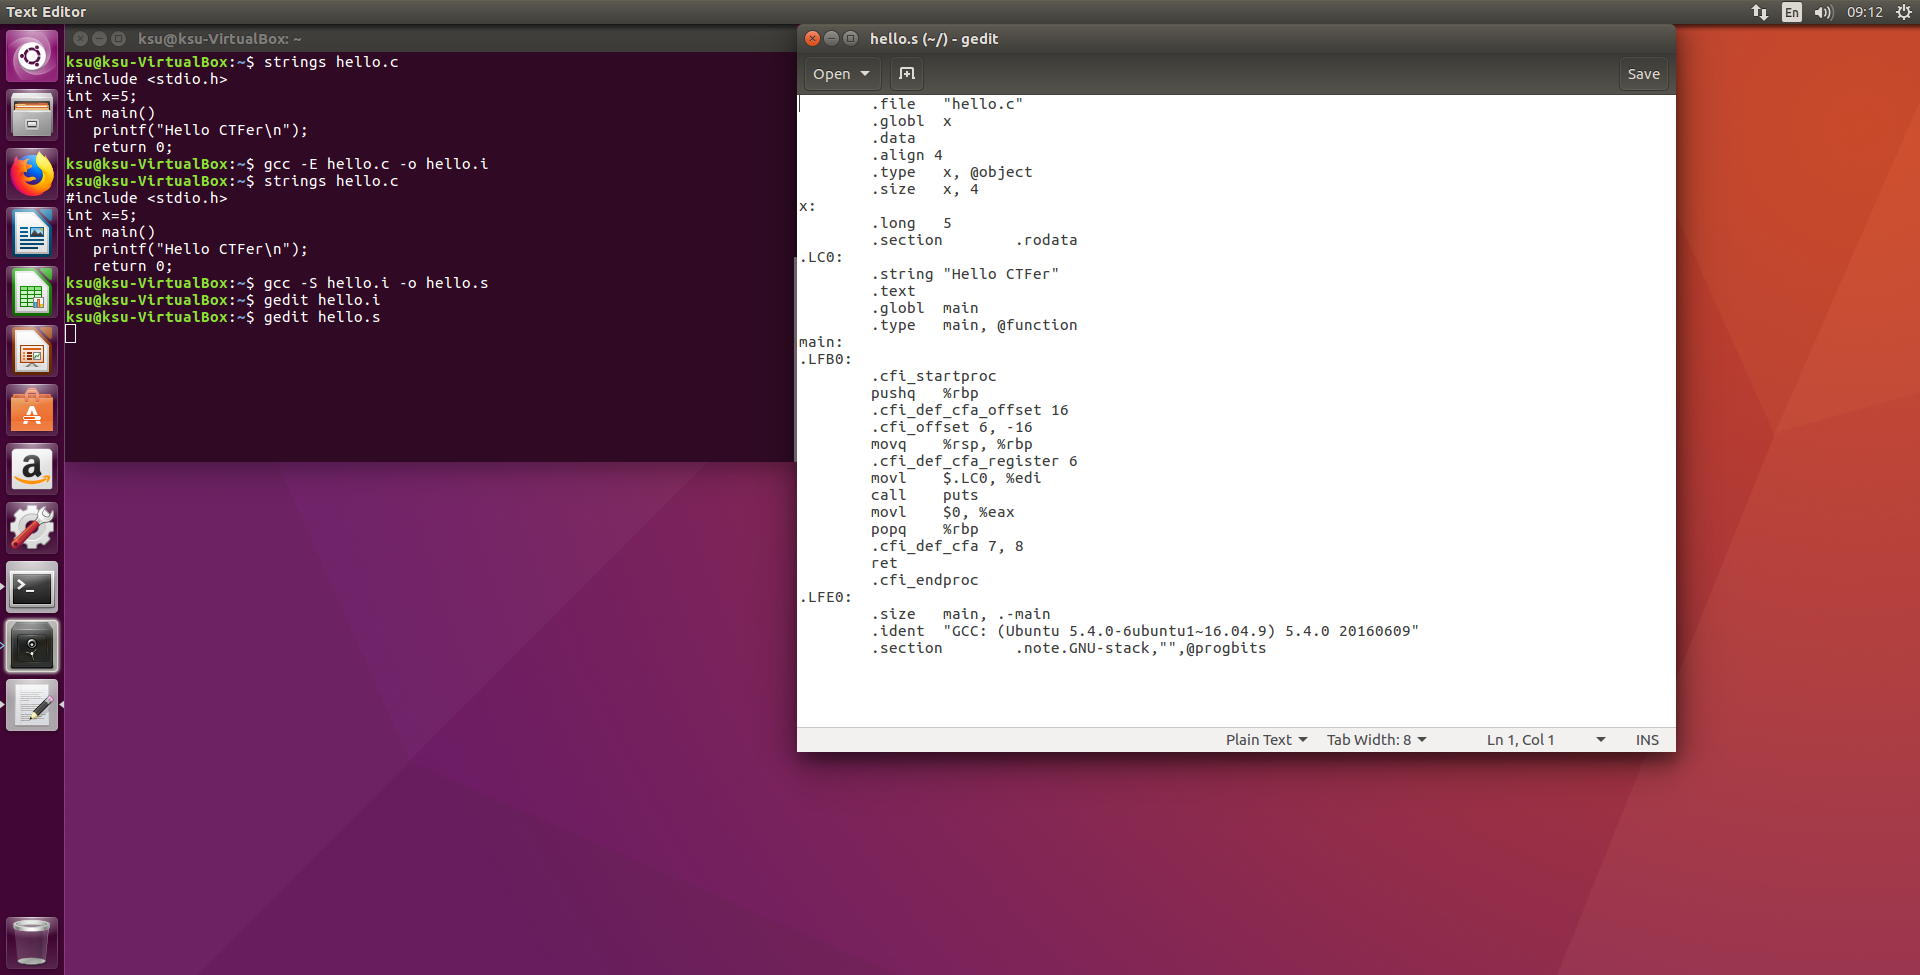 Text Editor
En
09:12
ksu@ksu-VirtualBox: ~
ksu@ksu-VirtualBox:~$ strings hello.c
#include <stdio.h>
int x=5;
int main()
   printf("Hello CTFer\n");
   return 0;
ksu@ksu-VirtualBox:~$ gcc -E hello.c -o hello.i
ksu@ksu-VirtualBox:~$ strings hello.c
#include <stdio.h>
int x=5;
int main()
   printf("Hello CTFer\n");
   return 0;
ksu@ksu-VirtualBox:~$ gcc -S hello.i -o hello.s
ksu@ksu-VirtualBox:~$ gedit hello.i
ksu@ksu-VirtualBox:~$ gedit hello.s
hello.s (~/) - gedit
Open
Save
        .file   "hello.c"
        .globl  x
        .data
        .align 4
        .type   x, @object
        .size   x, 4
x:
        .long   5
        .section        .rodata
.LC0:
        .string "Hello CTFer"
        .text
        .globl  main
        .type   main, @function
main:
.LFB0:
        .cfi_startproc
        pushq   %rbp
        .cfi_def_cfa_offset 16
        .cfi_offset 6, -16
        movq    %rsp, %rbp
        .cfi_def_cfa_register 6
        movl    $.LC0, %edi
        call    puts
        movl    $0, %eax
        popq    %rbp
        .cfi_def_cfa 7, 8
        ret
        .cfi_endproc
.LFE0:
        .size   main, .-main
        .ident  "GCC: (Ubuntu 5.4.0-6ubuntu1~16.04.9) 5.4.0 20160609"
        .section        .note.GNU-stack,"",@progbits
Plain Text
Tab Width: 8
Ln 1, Col 1
INS